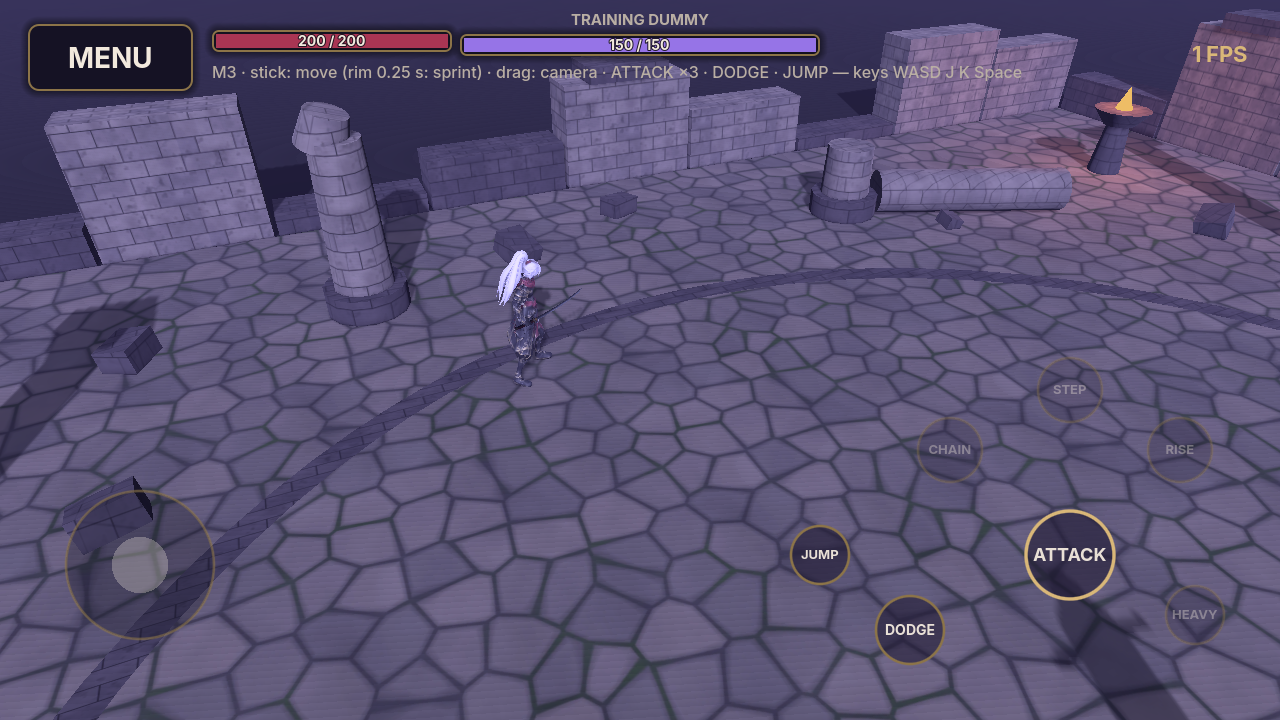 MENU
TRAINING DUMMY
200 / 200
150 / 150
1 FPS
M3 · stick: move (rim 0.25 s: sprint) · drag: camera · ATTACK ×3 · DODGE · JUMP — keys WASD J K Space
STEP
CHAIN
RISE
JUMP
ATTACK
DODGE
HEAVY